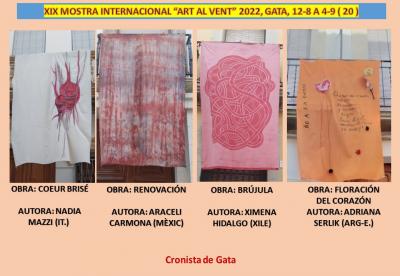 XIX MOSTRA INTERNACIONAL “ART AL VENT” 2022, GATA, 12-8 A 4-9 ( 20 )
OBRA: COEUR BRISÉ
AUTORA: NADIA
MAZZI (IT.)
OBRA: RENOVACIÓN
AUTORA: ARACELI
CARMONA (MÈXIC)
OBRA: BRÚJULA
AUTORA: XIMENA
HIDALGO (XILE)
OBRA: FLORACIÓN
DEL CORAZÓN
AUTORA: ADRIANA
SERLIK (ARG-E.)
Cronista de Gata